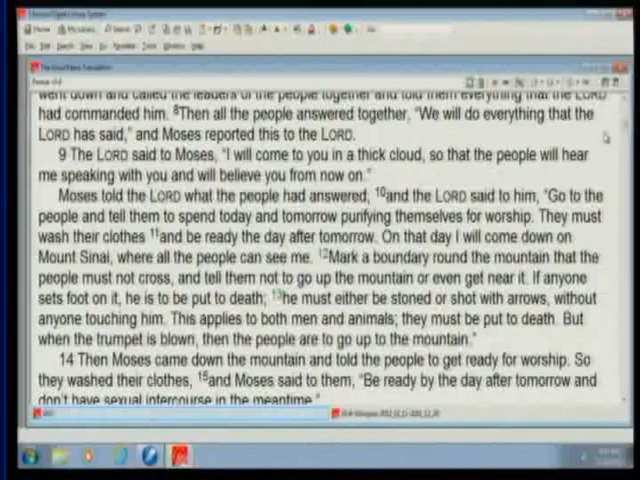 went down and called the leaders of the people together and told them everything that the LORD
had commanded him. 8Then all the people answered together, “We will do everything that the
LORD has said,” and Moses reported this to the LORD.
9 The LORD said to Moses, “I will come to you in a thick cloud, so that the people will hear
me speaking with you and will believe you from now on.”
Moses told the LORD what the people had answered, 10and the LORD said to him, “Go to the
people and tell them to spend today and tomorrow purifying themselves for worship. They must
wash their clothes 11and be ready the day after tomorrow. On that day I will come down on
Mount Sinai, where all the people can see me. 12Mark a boundary round the mountain that the
people must not cross, and tell them not to go up the mountain or even get near it. If anyone
sets foot on it, he is to be put to death; 13he must either be stoned or shot with arrows, without
anyone touching him. This applies to both men and animals; they must be put to death. But
when the trumpet is blown, then the people are to go up to the mountain.”
14 Then Moses came down the mountain and told the people to get ready for worship. So
they washed their clothes, 15and Moses said to them, “Be ready by the day after tomorrow and
don't have sexual intercourse in the meantime.”